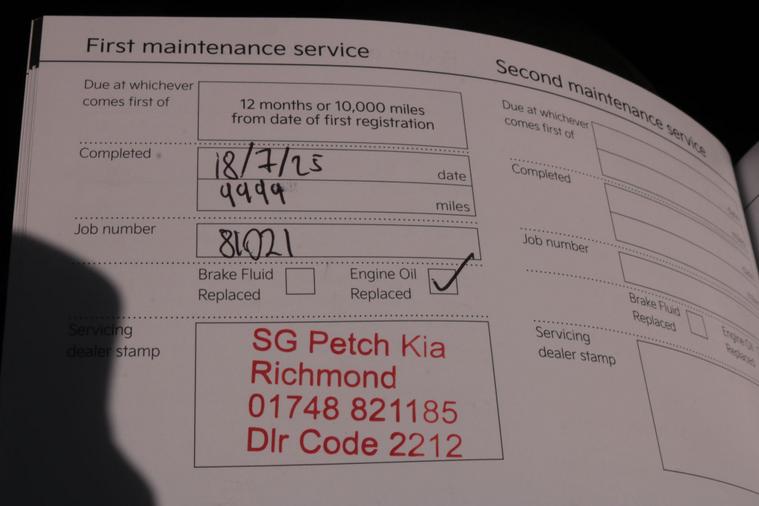 First maintenance service
Due at whichever
comes first of
12 months or 10,000 miles
from date of first registration
Completed
18/7/25
date
9999
miles
Job number
81021
Brake Fluid
Replaced
Engine Oil
Replaced
Servicing
dealer stamp
SG Petch Kia
Richmond
01748 821185
Dlr Code 2212
Second maintenance service
Due at whichever
comes first of
Completed
Job number
Brake Fluid
Replaced
Engine Oil
Replaced
Servicing
dealer stamp